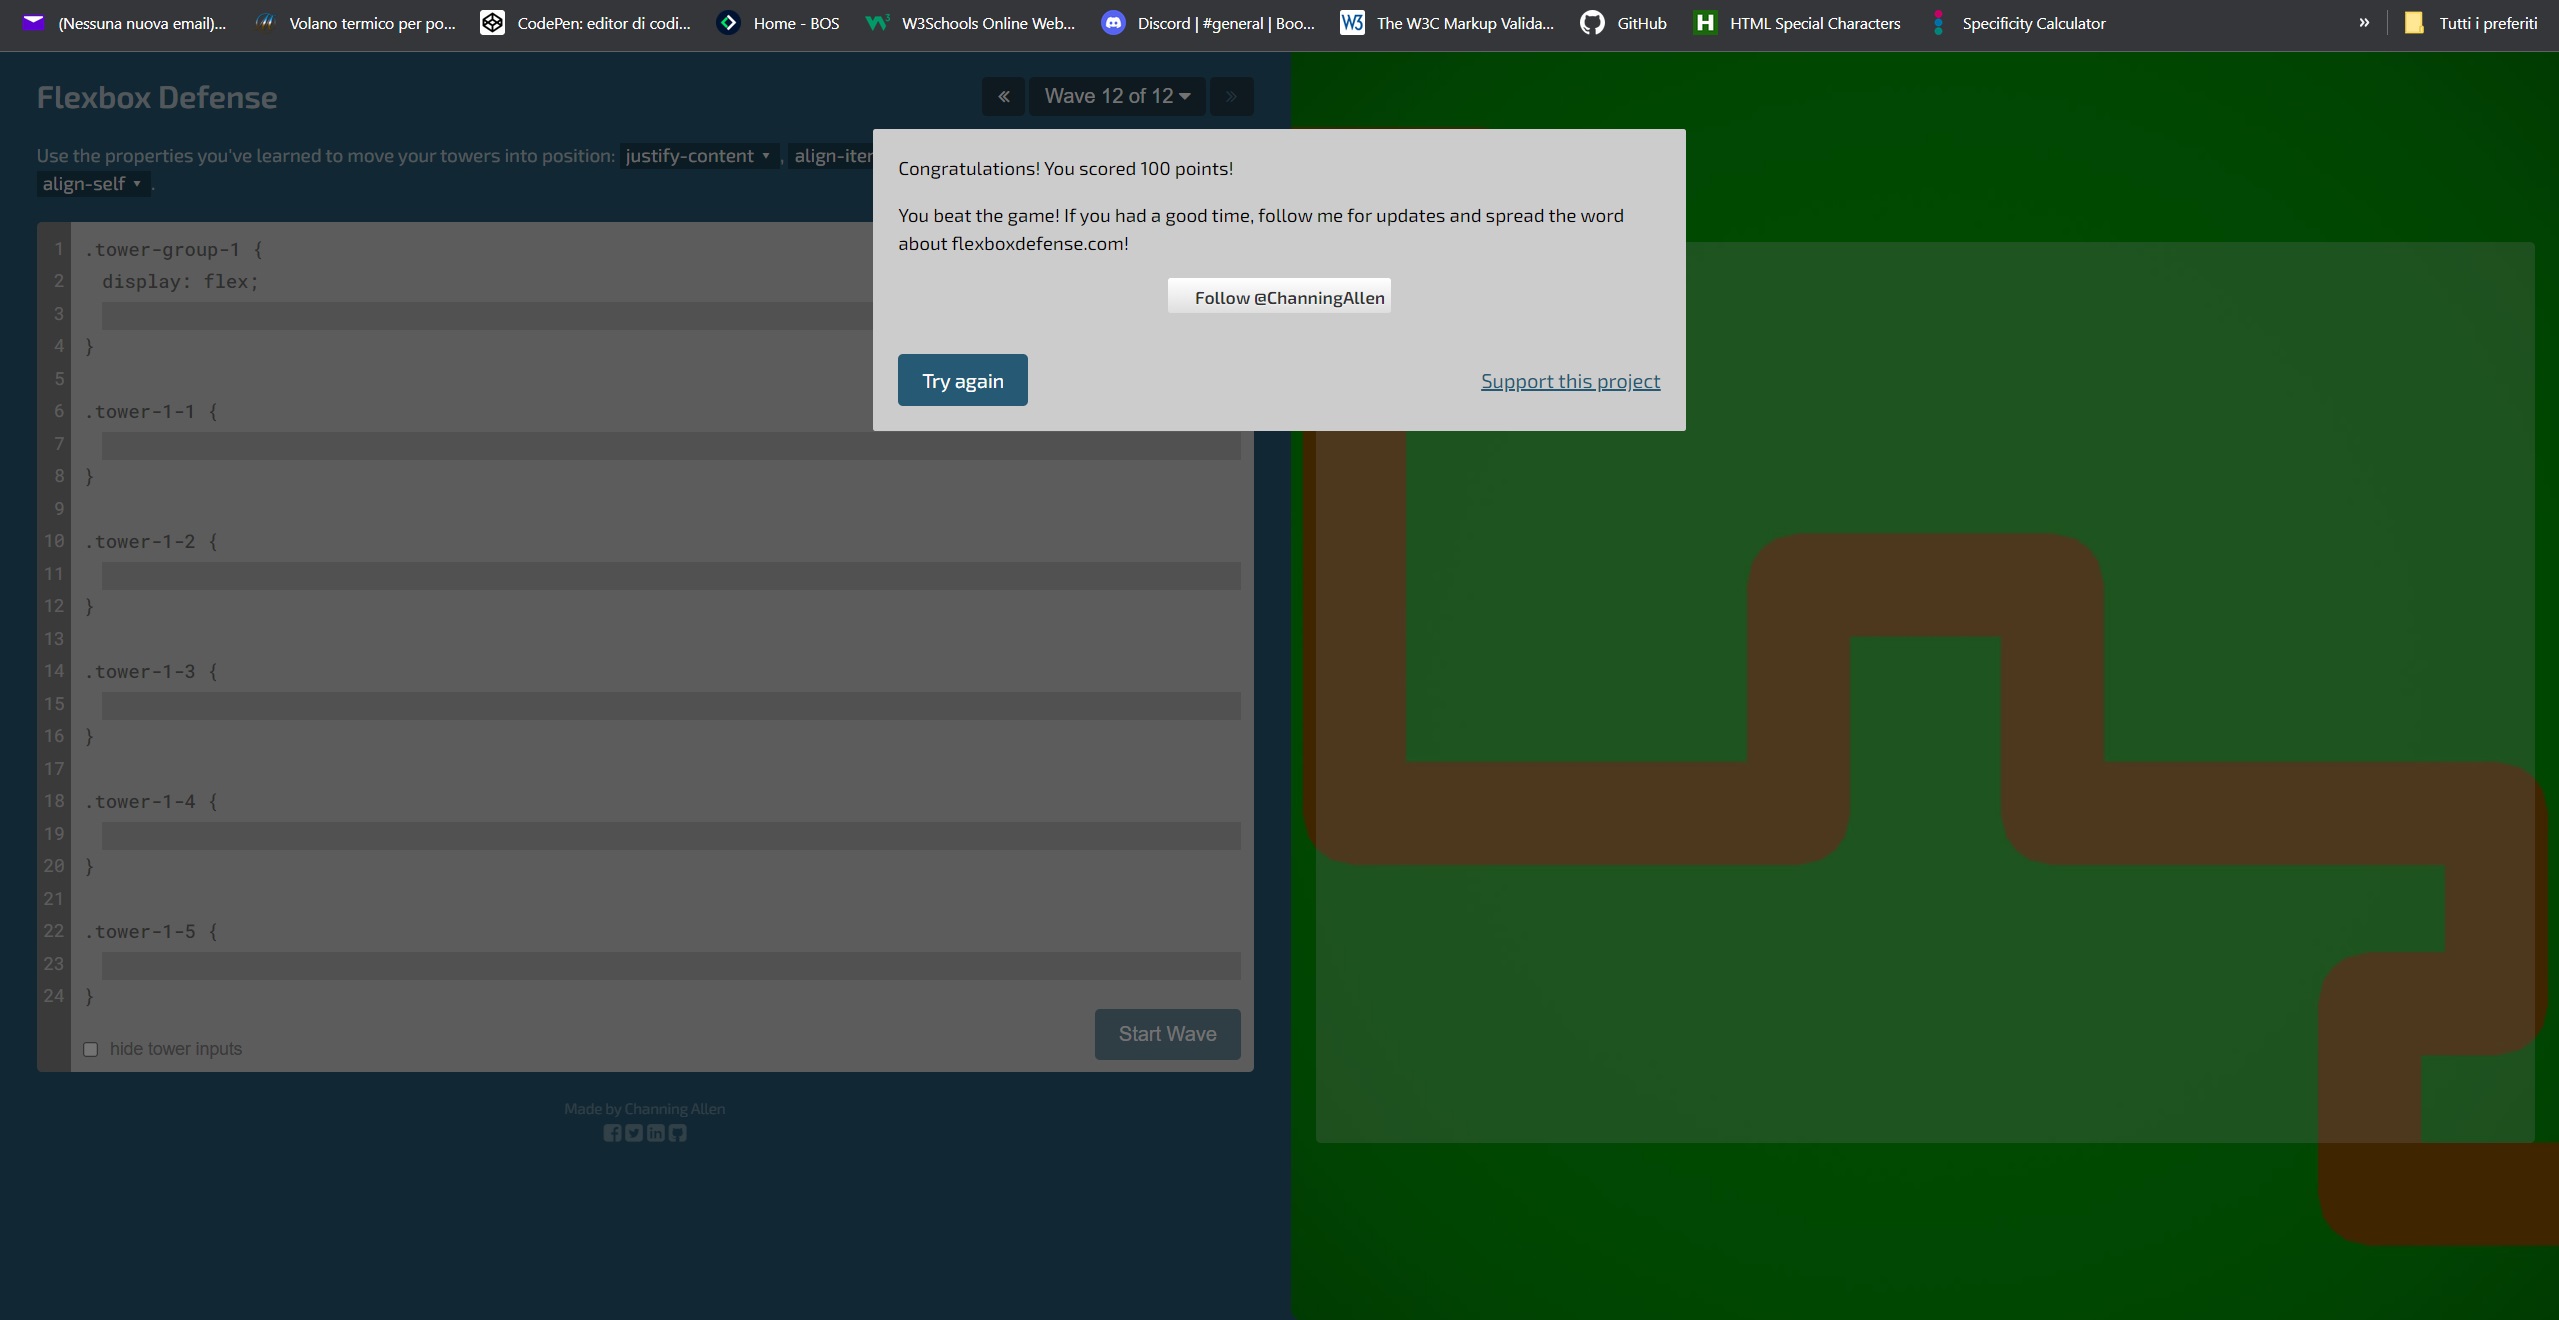 (Nessuna nuova email)...
Volano termico per po...
CodePen: editor di codi...
Home - BOS
W3Schools Online Web...
Discord | #general | Boo...
The W3C Markup Valida...
GitHub
HTML Special Characters
Specificity Calculator
»
Tutti i preferiti
Flexbox Defense
« Wave 12 of 12 »
Use the properties you've learned to move your towers into position: justify-content ,
align-self .
Congratulations! You scored 100 points!
You beat the game! If you had a good time, follow me for updates and spread the word
about flexboxdefense.com!
Follow @ChanningAllen
Try again
Support this project
1 .tower-group-1 {
2 display: flex;
3
4 }
5
6 .tower-1-1 {
7
8 }
9
10 .tower-1-2 {
11
12 }
13
14 .tower-1-3 {
15
16 }
17
18 .tower-1-4 {
19
20 }
21
22 .tower-1-5 {
23
24 }
hide tower inputs
Start Wave
Made by Channing Allen